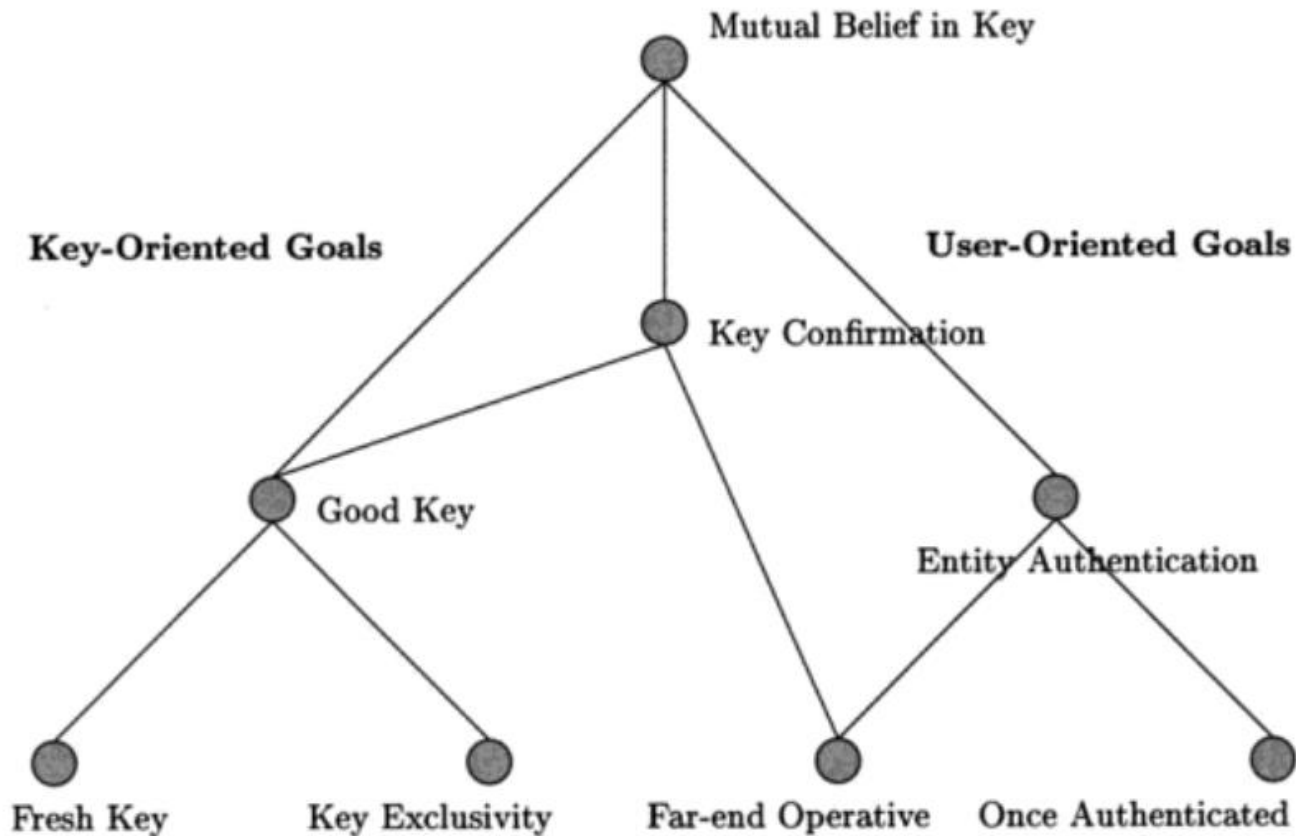 Mutual Belief in Key
Key-Oriented Goals
User-Oriented Goals
Key Confirmation
Good Key
Entity Authentication
Fresh Key
Key Exclusivity
Far-end Operative
Once Authenticated